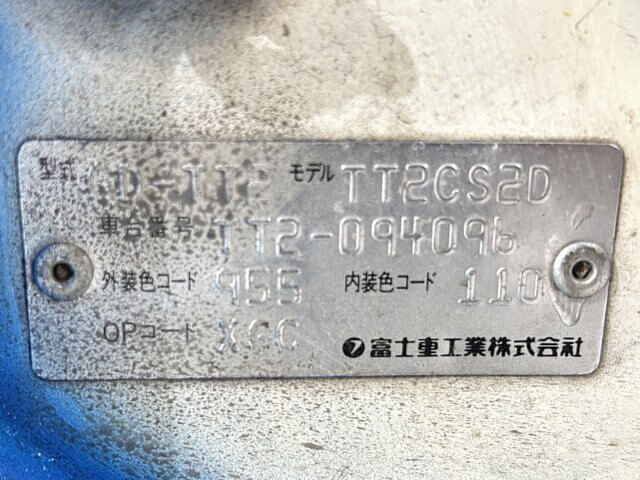 型式 GD-TT2 モデル TT2CS2D
車台番号 TT2-094096
外装色コード 955 内装色コード 110
OPコード XCC 富士重工業株式会社